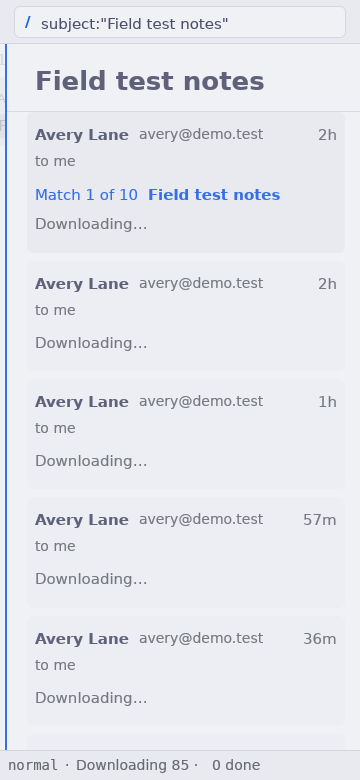 / subject:"Field test notes"
Field test notes
Avery Lane avery@demo.test 2h
to me
Match 1 of 10 Field test notes
Downloading…
Avery Lane avery@demo.test 2h
to me
Downloading…
Avery Lane avery@demo.test 1h
to me
Downloading…
Avery Lane avery@demo.test 57m
to me
Downloading…
Avery Lane avery@demo.test 36m
to me
Downloading…
normal · Downloading 85 · 0 done